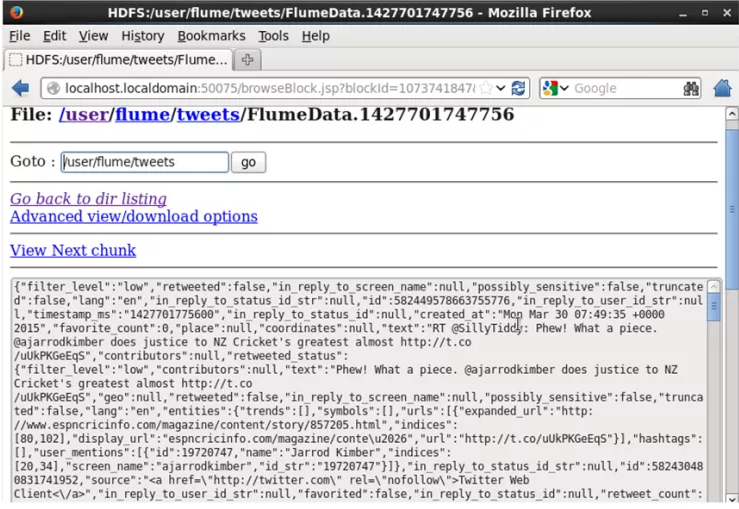 HDFS:/user/flume/tweets/FlumeData.1427701747756 - Mozilla Firefox
File Edit View History Bookmarks Tools Help
HDFS:/user/flume/tweets/Flume...
localhost.localdomain:50075/browseBlock.jsp?blockId=1073741847
Google
File: /user/flume/tweets/FlumeData.1427701747756
Goto : /user/flume/tweets go
Go back to dir listing
Advanced view/download options
View Next chunk
{"filter_level":"low","retweeted":false,"in_reply_to_screen_name":null,"possibly_sensitive":false,"truncate
d":false,"lang":"en","in_reply_to_status_id_str":null,"id":582449578663755776,"in_reply_to_user_id_str":nul
l,"timestamp_ms":"1427701775600","in_reply_to_status_id":null,"created_at":"Mon Mar 30 07:49:35 +0000
2015","favorite_count":0,"place":null,"coordinates":null,"text":"RT @SillyTiddy: Phew! What a piece.
@ajarrodkimber does justice to NZ Cricket's greatest almost http://t.co
/uUkPKGeEqS","contributors":null,"retweeted_status":
{"filter_level":"low","contributors":null,"text":"Phew! What a piece. @ajarrodkimber does justice to NZ
Cricket's greatest almost http://t.co
/uUkPKGeEqS","geo":null,"retweeted":false,"in_reply_to_screen_name":null,"possibly_sensitive":false,"trunca
ted":false,"lang":"en","entities":{"trends":[],"symbols":[],"urls":[{"expanded_url":"http:
//www.espncricinfo.com/magazine/content/story/857205.html","indices":
[80,102],"display_url":"espncricinfo.com/magazine/conte\u2026","url":"http://t.co/uUkPKGeEqS"}],"hashtags":
[],"user_mentions":[{"id":19720747,"name":"Jarrod Kimber","indices":
[20,34],"screen_name":"ajarrodkimber","id_str":"19720747"}]},"in_reply_to_status_id_str":null,"id":58243048
0831741952,"source":"<a href=\"http://twitter.com\" rel=\"nofollow\">Twitter Web
Client<\/a>","in_reply_to_user_id_str":null,"favorited":false,"in_reply_to_status_id":null,"retweet_count":